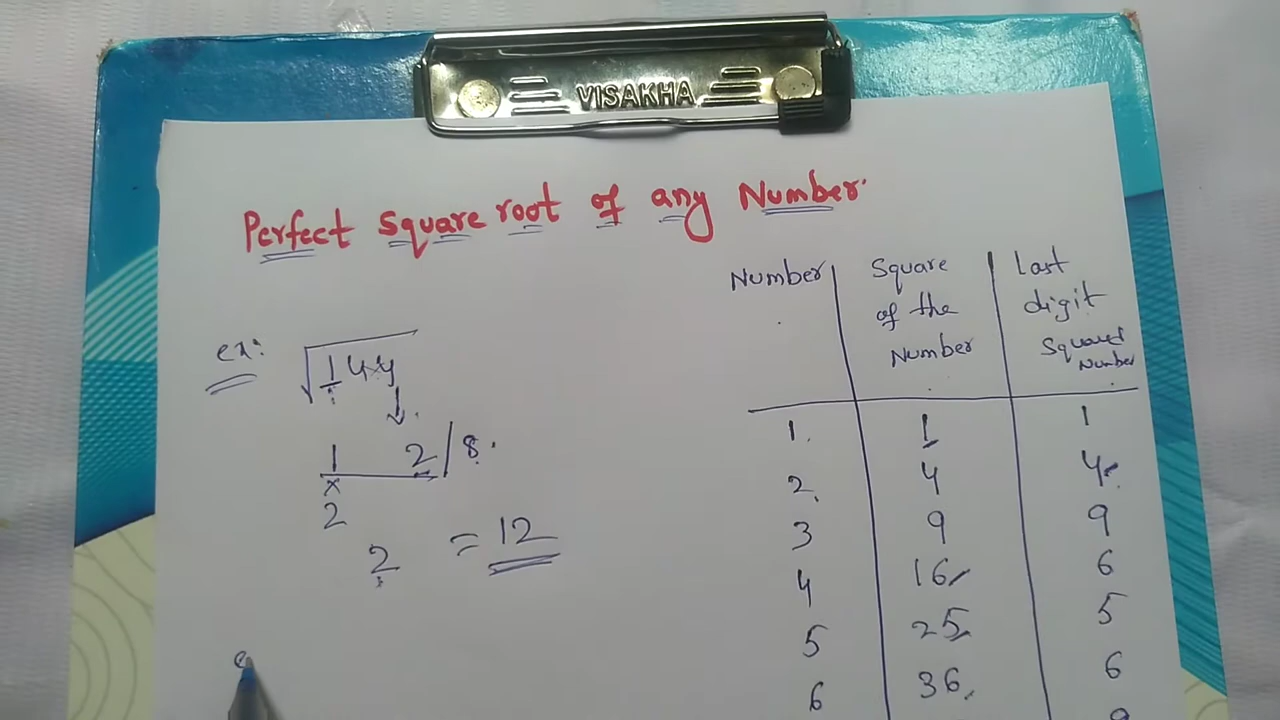 VISAKHA
Perfect Square root of any Number
Number
Square
of the
Number
Last
digit
Squared
Number
ex:
√144
1 2/8
x
2
2
= 12
1. 1 1
2 4 4
3 9 9
4 16 6
5 25 5
6 36 6